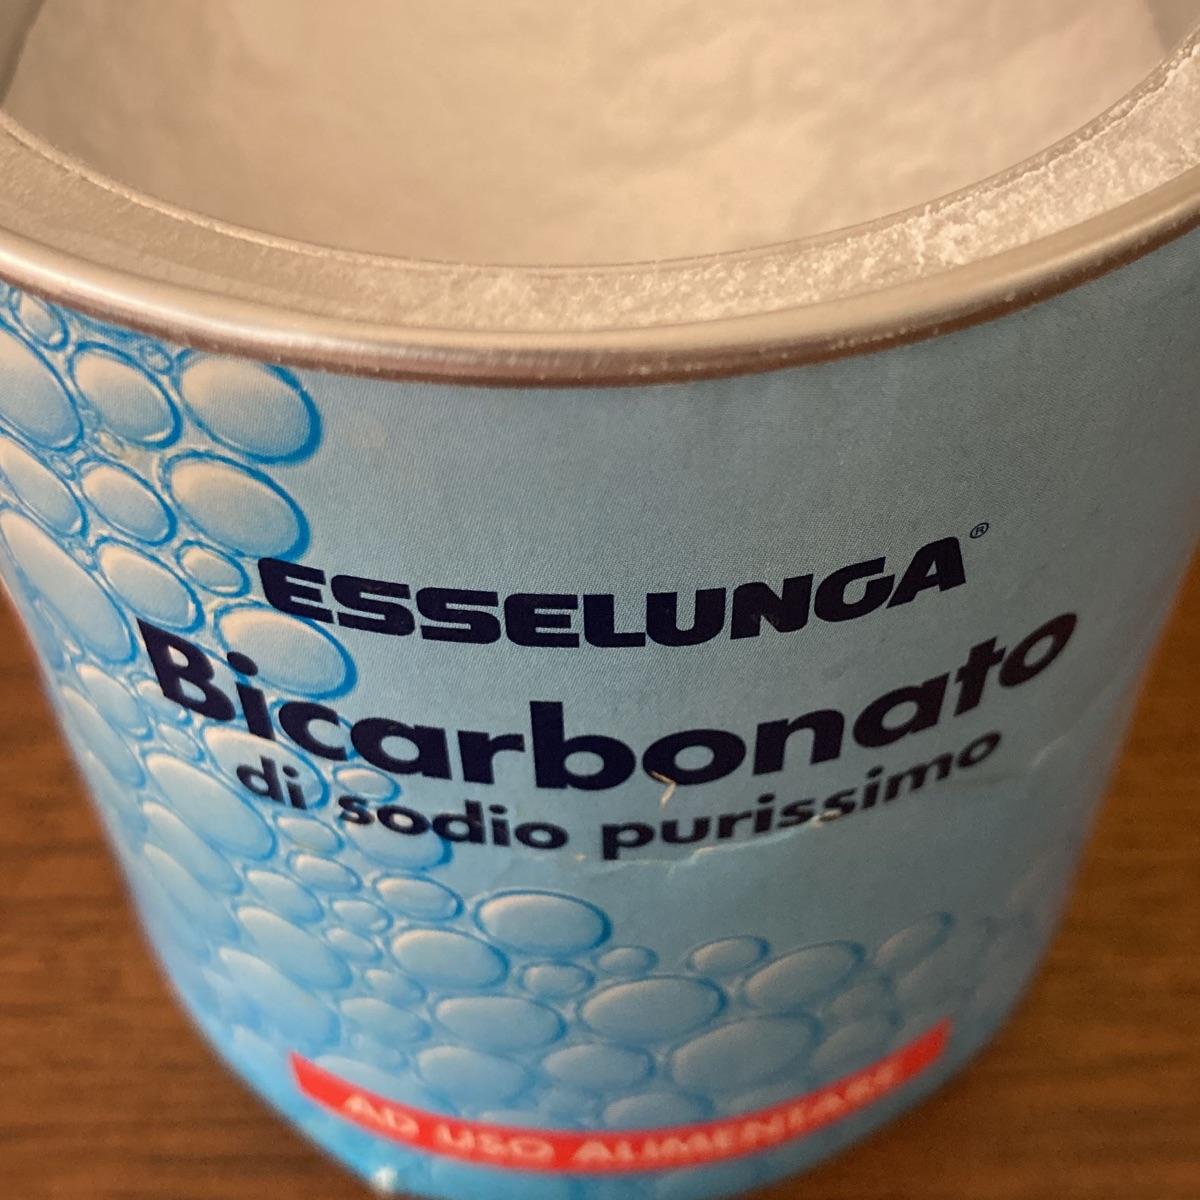 ESSELUNGA®
Bicarbonato
di sodio purissimo
AD USO ALIMENTARE